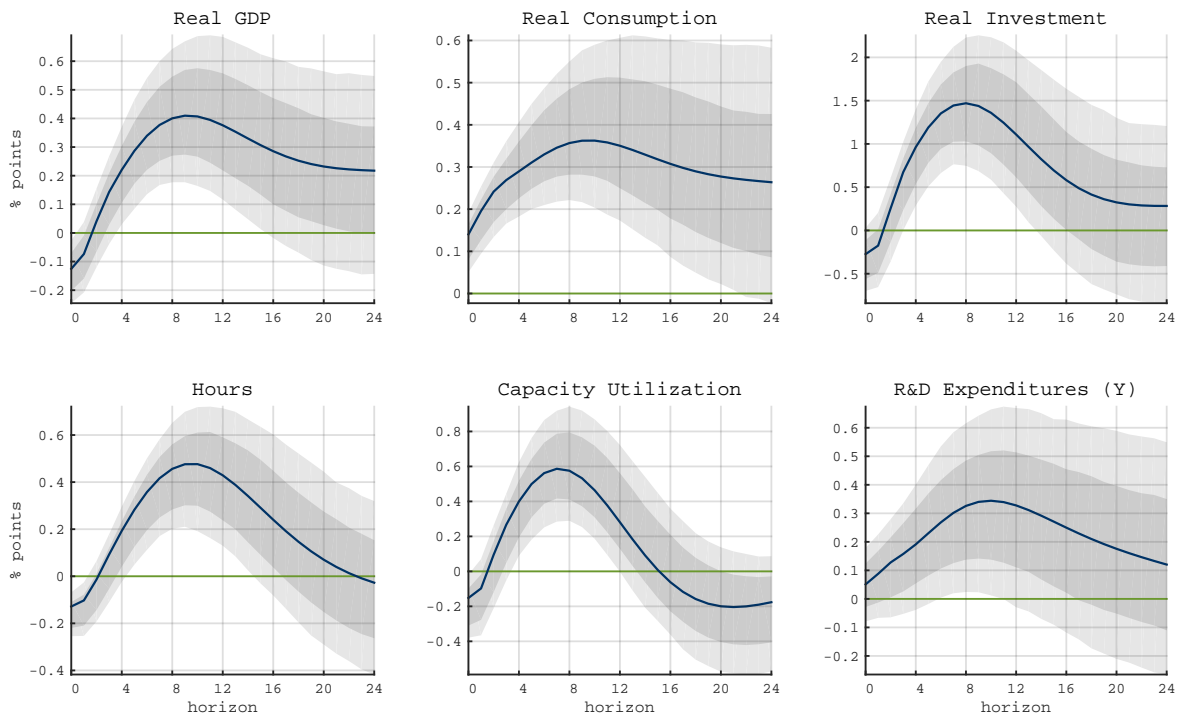 Real GDP
% points
0.6
0.5
0.4
0.3
0.2
0.1
0
-0.1
-0.2
0 4 8 12 16 20 24
Real Consumption
0.6
0.5
0.4
0.3
0.2
0.1
0
0 4 8 12 16 20 24
Real Investment
2
1.5
1
0.5
0
-0.5
0 4 8 12 16 20 24
Hours
% points
0.6
0.4
0.2
0
-0.2
-0.4
0 4 8 12 16 20 24
horizon
Capacity Utilization
0.8
0.6
0.4
0.2
0
-0.2
-0.4
0 4 8 12 16 20 24
horizon
R&D Expenditures (Y)
0.6
0.5
0.4
0.3
0.2
0.1
0
-0.1
-0.2
0 4 8 12 16 20 24
horizon